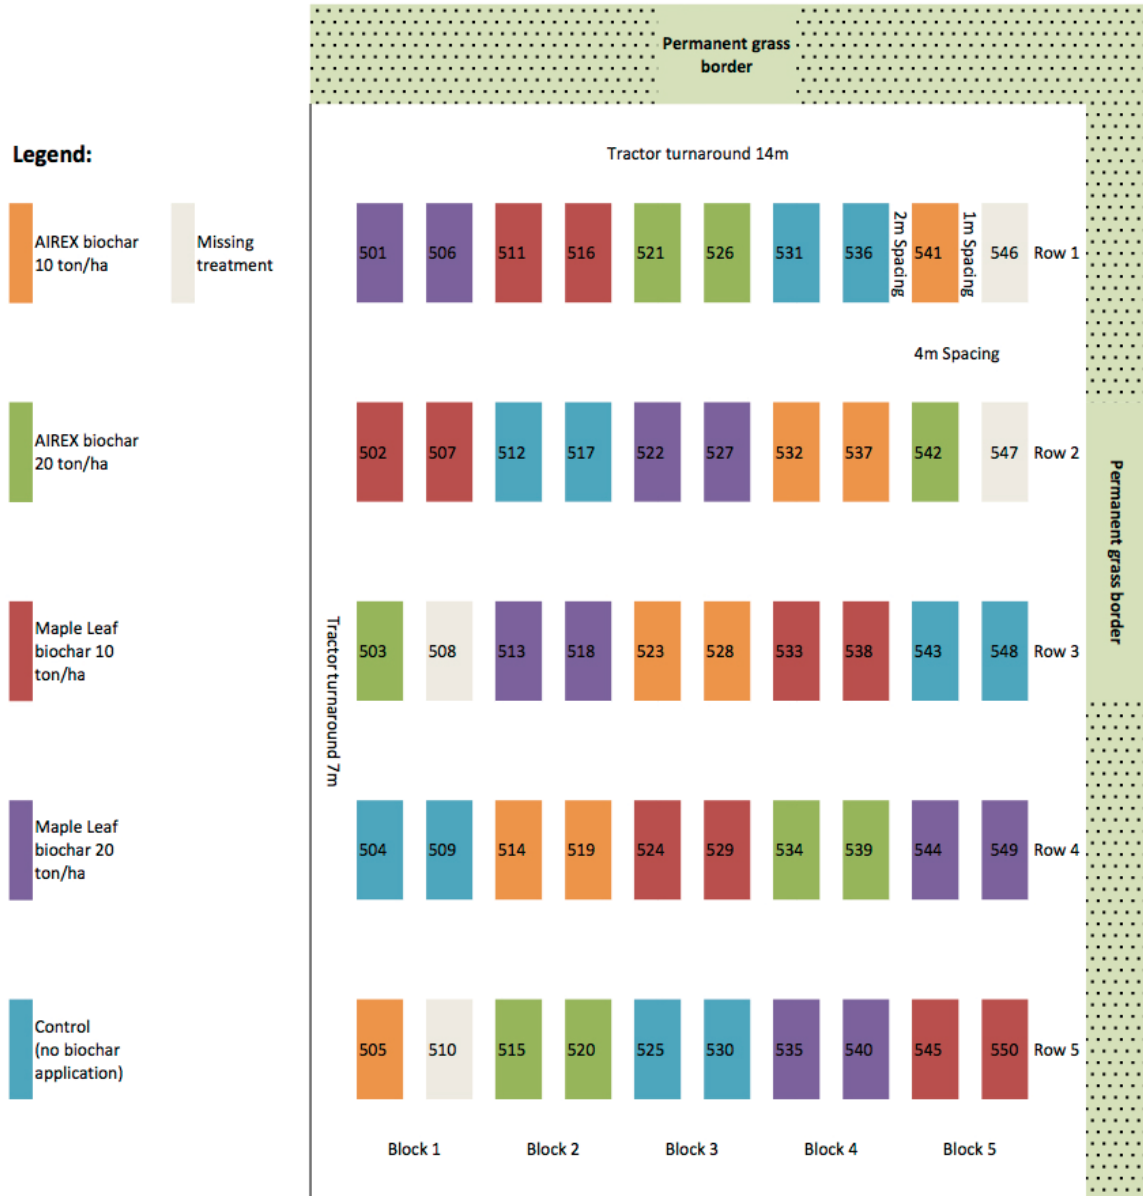 Permanent grass
border
Legend:
Tractor turnaround 14m
AIREX biochar
10 ton/ha
Missing
treatment
501
506
511
516
521
526
531
536
2m Spacing
541
1m Spacing
546
Row 1
4m Spacing
AIREX biochar
20 ton/ha
502
507
512
517
522
527
532
537
542
547
Row 2
Permanent grass border
Maple Leaf
biochar 10
ton/ha
Tractor turnaround 7m
503
508
513
518
523
528
533
538
543
548
Row 3
Maple Leaf
biochar 20
ton/ha
504
509
514
519
524
529
534
539
544
549
Row 4
Control
(no biochar
application)
505
510
515
520
525
530
535
540
545
550
Row 5
Block 1
Block 2
Block 3
Block 4
Block 5